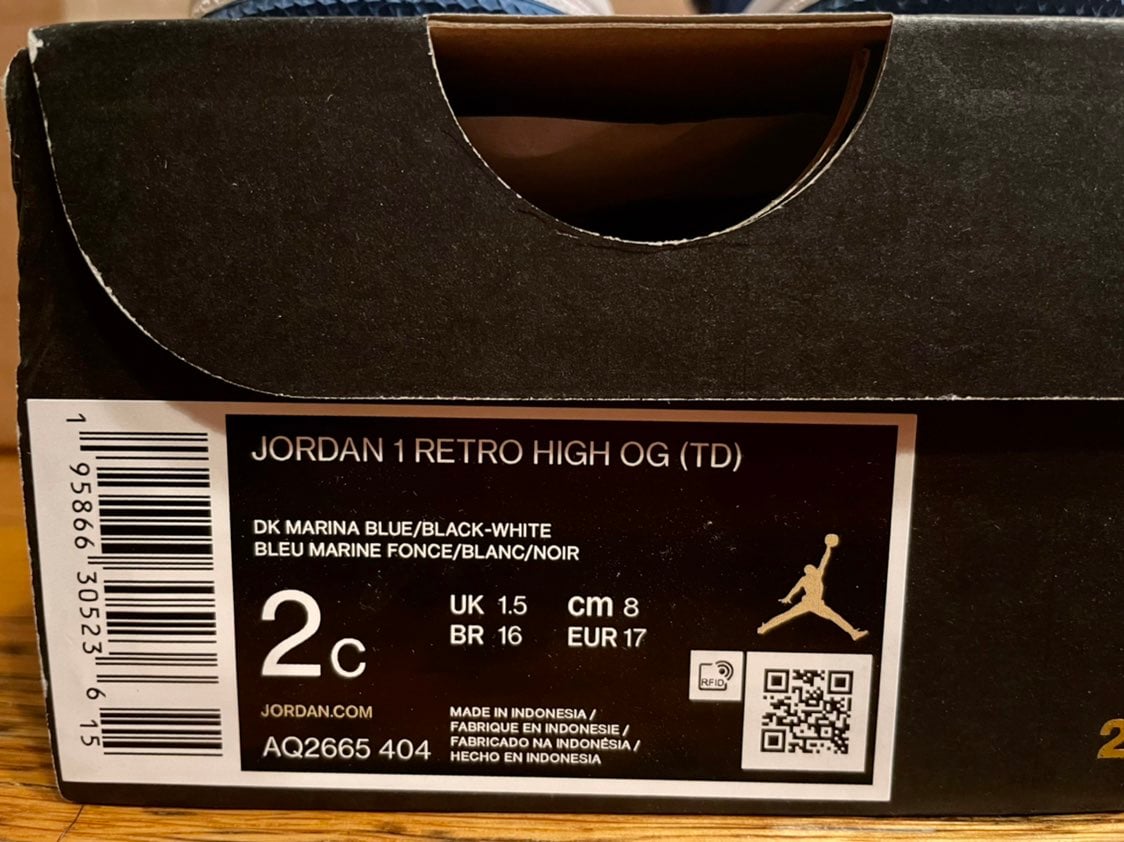 JORDAN 1 RETRO HIGH OG (TD)
DK MARINA BLUE/BLACK-WHITE
BLEU MARINE FONCE/BLANC/NOIR
2c
UK 1.5
cm 8
BR 16
EUR 17
RFID
JORDAN.COM
AQ2665 404
MADE IN INDONESIA /
FABRIQUE EN INDONESIE /
FABRICADO NA INDONÉSIA /
HECHO EN INDONESIA
1 95866 30523 6 15
2